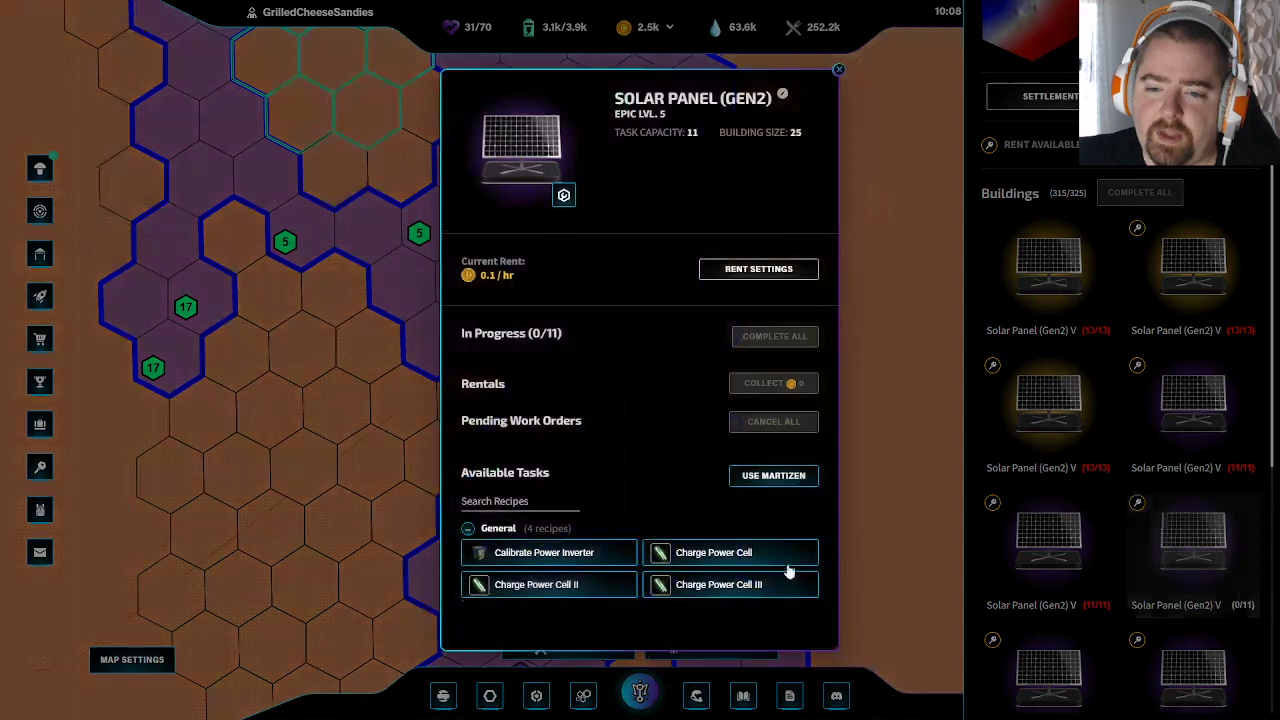 GrilledCheeseSandies
31/70
3.1k/3.9k
2.5k
63.6k
252.2k
10:08
SOLAR PANEL (GEN2)
EPIC LVL. 5
TASK CAPACITY: 11
BUILDING SIZE: 25
Current Rent:
0.1 / hr
RENT SETTINGS
In Progress (0/11)
COMPLETE ALL
Rentals
COLLECT 0
Pending Work Orders
CANCEL ALL
Available Tasks
USE MARTIZEN
Search Recipes
General (4 recipes)
Calibrate Power Inverter
Charge Power Cell
Charge Power Cell II
Charge Power Cell III
5
5
17
17
MAP SETTINGS
SETTLEMENT
RENT AVAILABLE
Buildings (315/325)
COMPLETE ALL
Solar Panel (Gen2) V (13/13)
Solar Panel (Gen2) V (13/13)
Solar Panel (Gen2) V (13/13)
Solar Panel (Gen2) V (11/11)
Solar Panel (Gen2) V (11/11)
Solar Panel (Gen2) V (0/11)